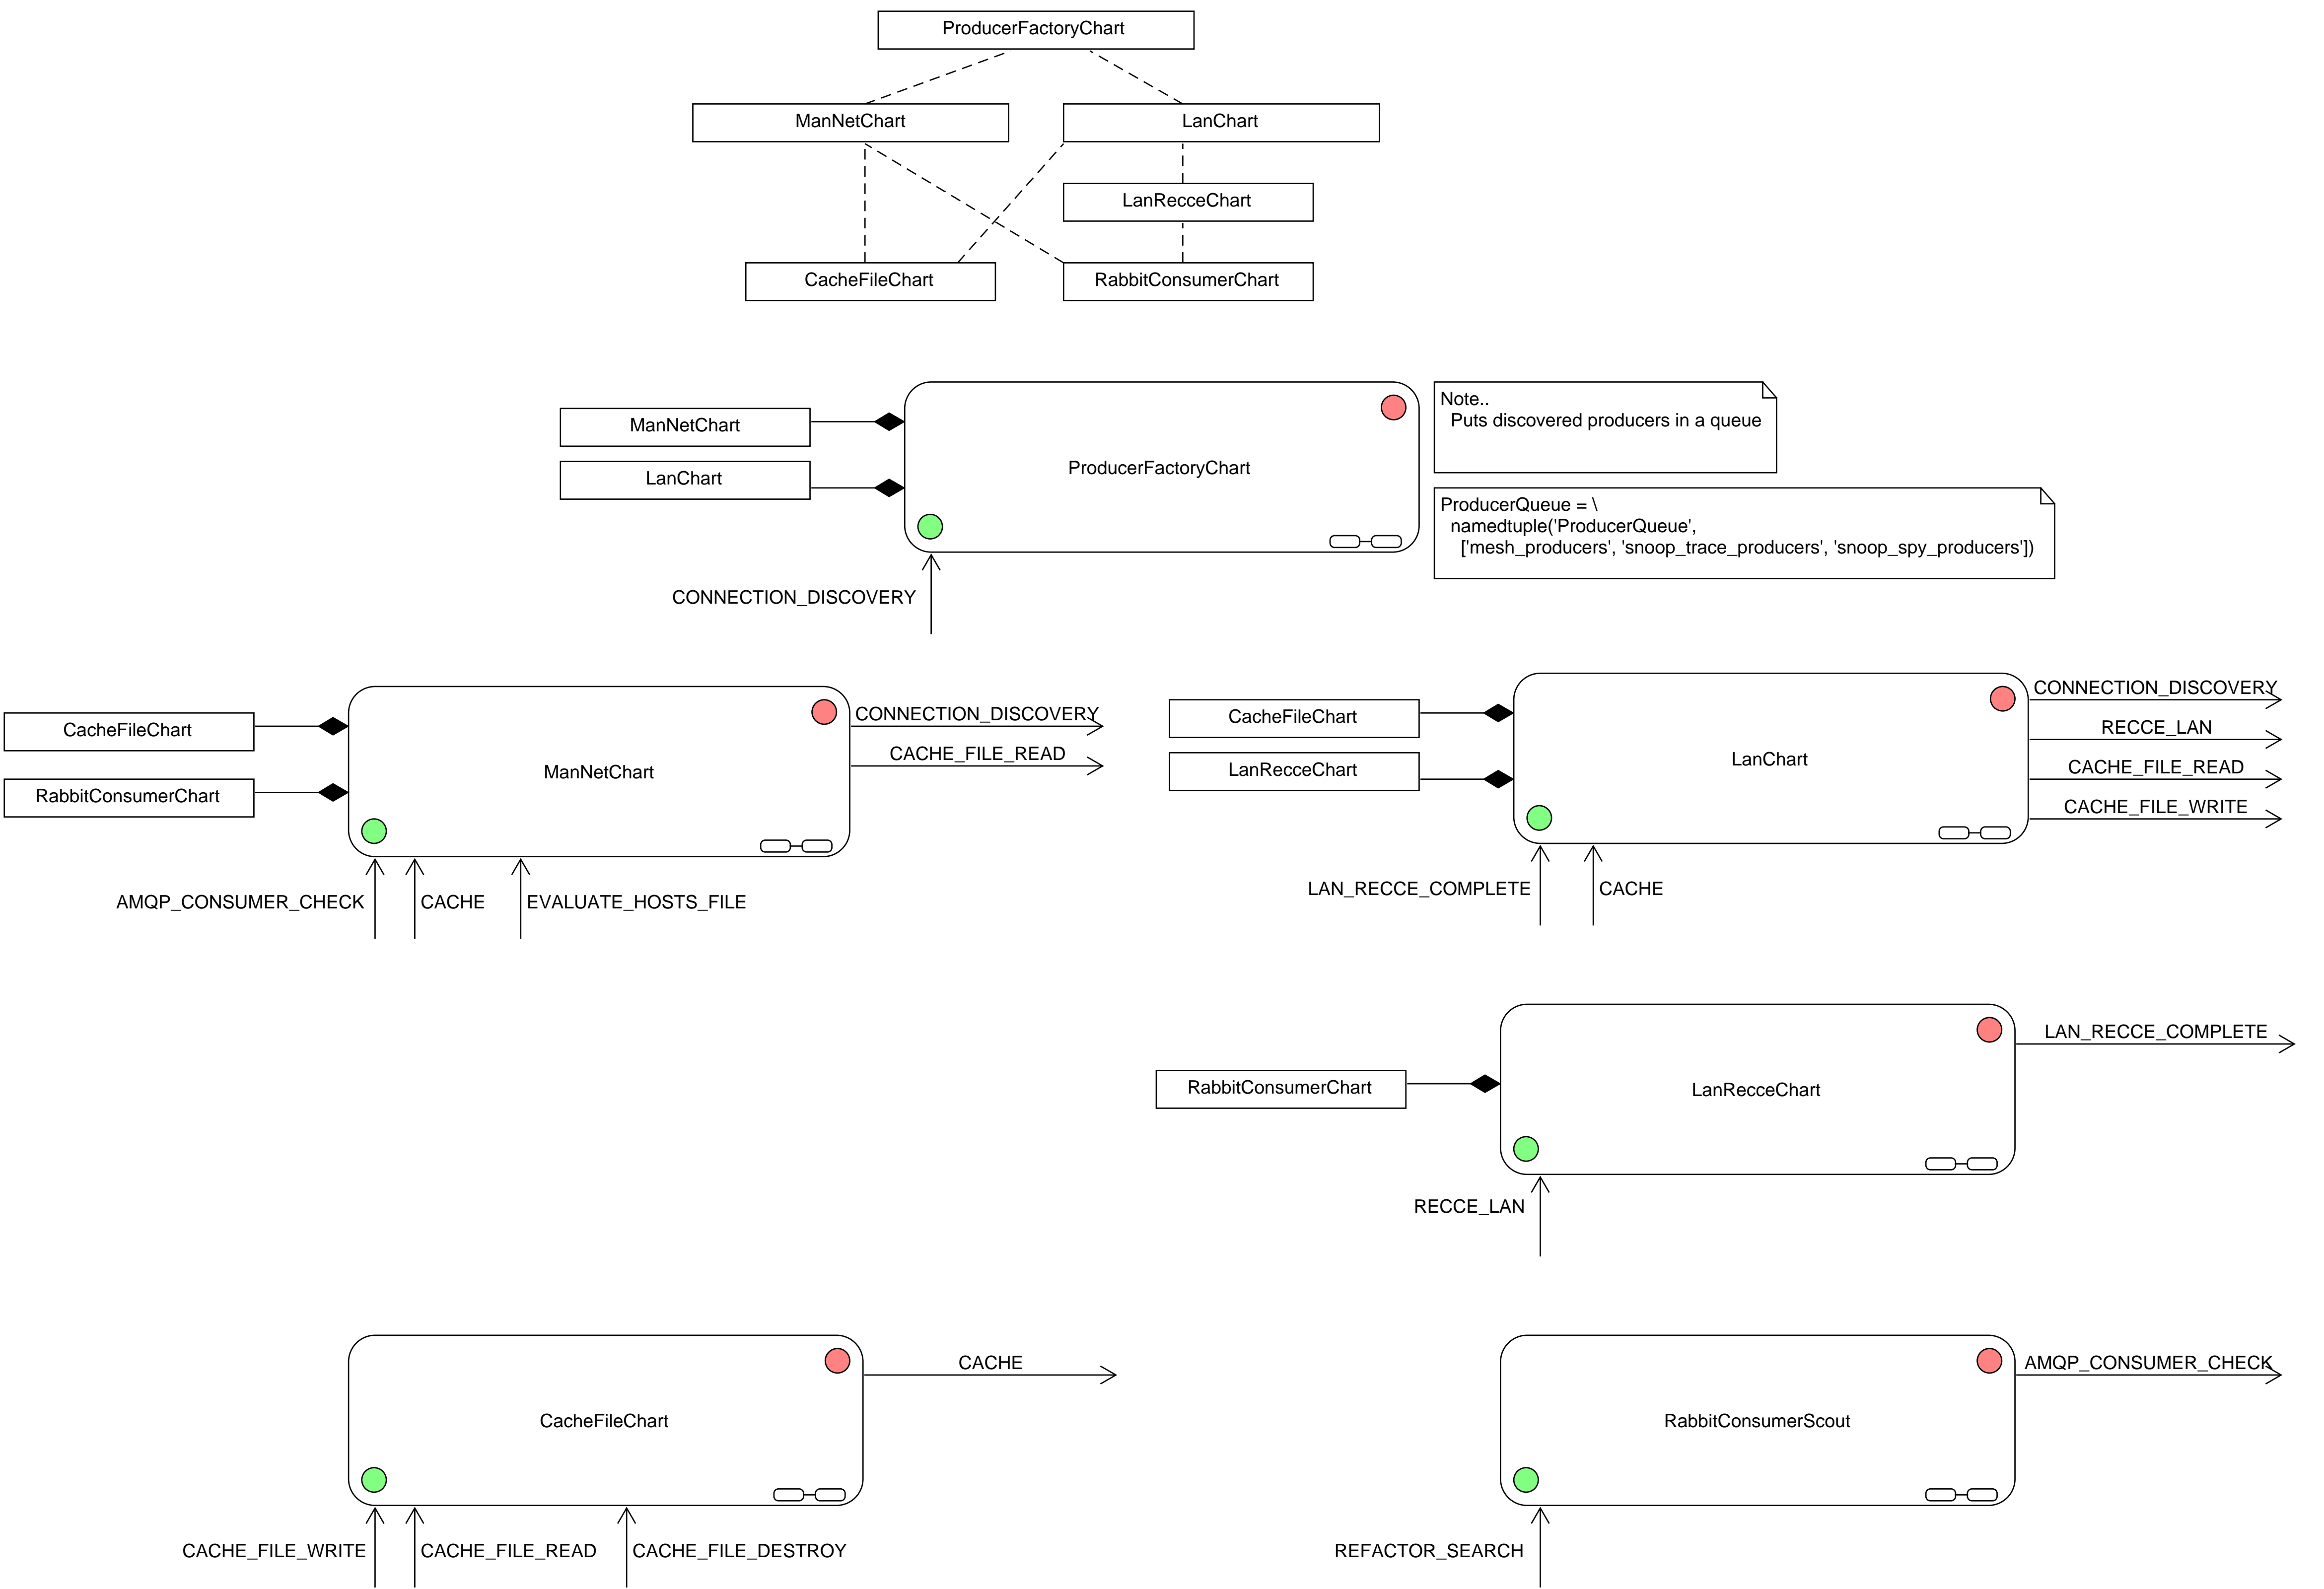 ProducerFactoryChart
ManNetChart
LanChart
LanRecceChart
CacheFileChart
RabbitConsumerChart
ManNetChart
LanChart
ProducerFactoryChart
Note..
Puts discovered producers in a queue
ProducerQueue = \
namedtuple('ProducerQueue',
['mesh_producers', 'snoop_trace_producers', 'snoop_spy_producers'])
CONNECTION_DISCOVERY
CacheFileChart
RabbitConsumerChart
ManNetChart
CONNECTION_DISCOVERY
CACHE_FILE_READ
AMQP_CONSUMER_CHECK
CACHE
EVALUATE_HOSTS_FILE
CacheFileChart
LanRecceChart
LanChart
CONNECTION_DISCOVERY
RECCE_LAN
CACHE_FILE_READ
CACHE_FILE_WRITE
LAN_RECCE_COMPLETE
CACHE
RabbitConsumerChart
LanRecceChart
LAN_RECCE_COMPLETE
RECCE_LAN
CacheFileChart
CACHE
CACHE_FILE_WRITE
CACHE_FILE_READ
CACHE_FILE_DESTROY
RabbitConsumerScout
AMQP_CONSUMER_CHECK
REFACTOR_SEARCH